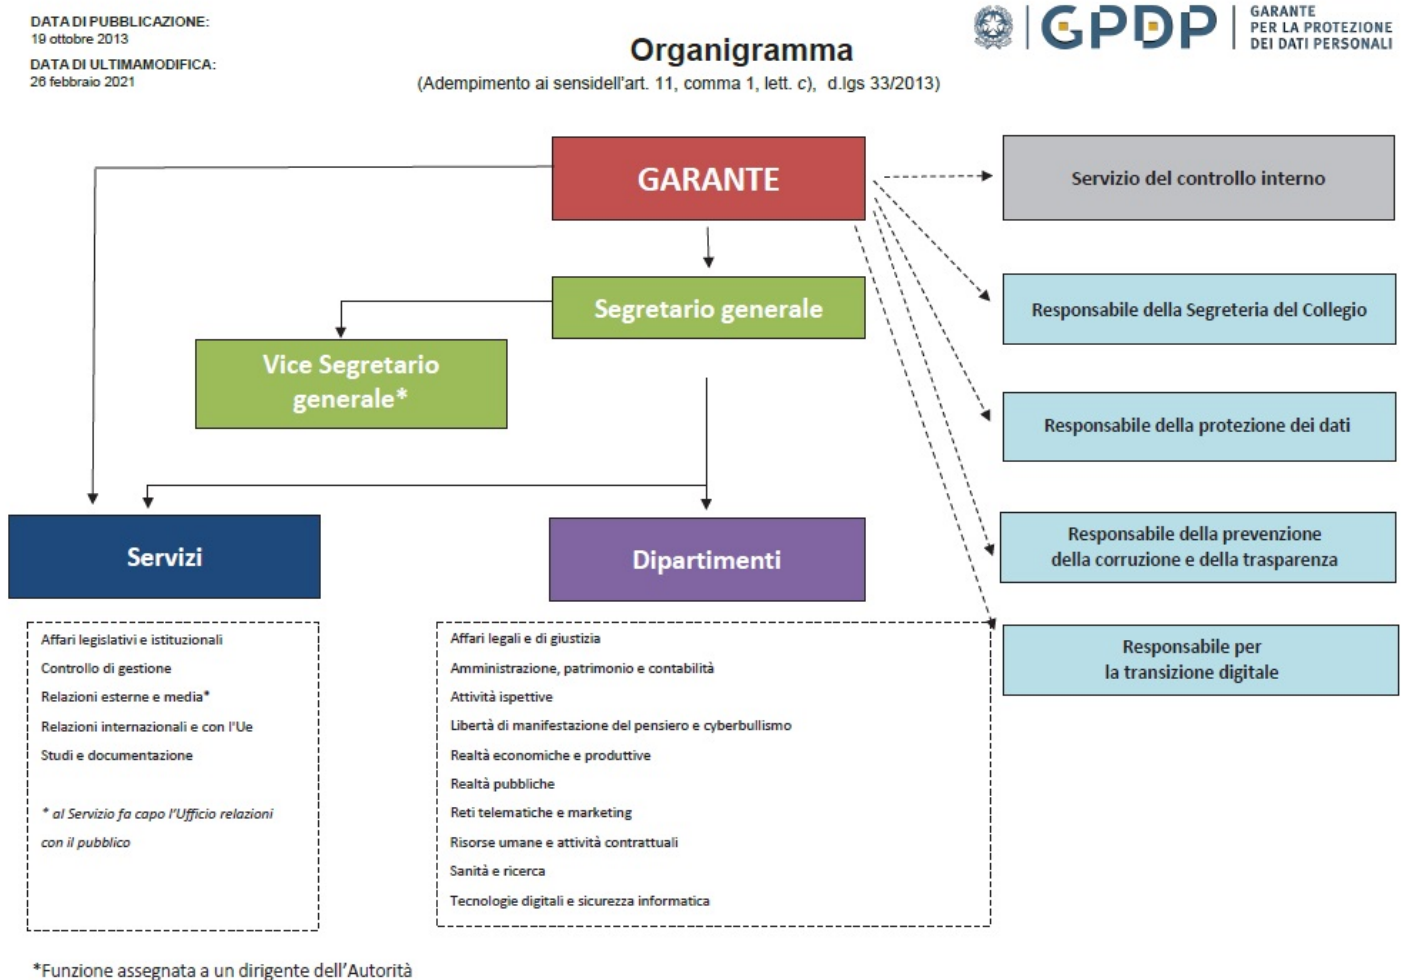 DATA DI PUBBLICAZIONE:
19 ottobre 2013
DATA DI ULTIMAMODIFICA:
26 febbraio 2021
Organigramma
(Adempimento ai sensidell'art. 11, comma 1, lett. c), d.lgs 33/2013)
GPDP
GARANTE
PER LA PROTEZIONE
DEI DATI PERSONALI
GARANTE
Servizio del controllo interno
Segretario generale
Responsabile della Segreteria del Collegio
Vice Segretario
generale*
Responsabile della protezione dei dati
Servizi
Dipartimenti
Responsabile della prevenzione
della corruzione e della trasparenza
Responsabile per
la transizione digitale
Affari legislativi e istituzionali
Controllo di gestione
Relazioni esterne e media*
Relazioni internazionali e con l'Ue
Studi e documentazione
* al Servizio fa capo l'Ufficio relazioni
con il pubblico
Affari legali e di giustizia
Amministrazione, patrimonio e contabilità
Attività ispettive
Libertà di manifestazione del pensiero e cyberbullismo
Realtà economiche e produttive
Realtà pubbliche
Reti telematiche e marketing
Risorse umane e attività contrattuali
Sanità e ricerca
Tecnologie digitali e sicurezza informatica
*Funzione assegnata a un dirigente dell'Autorità